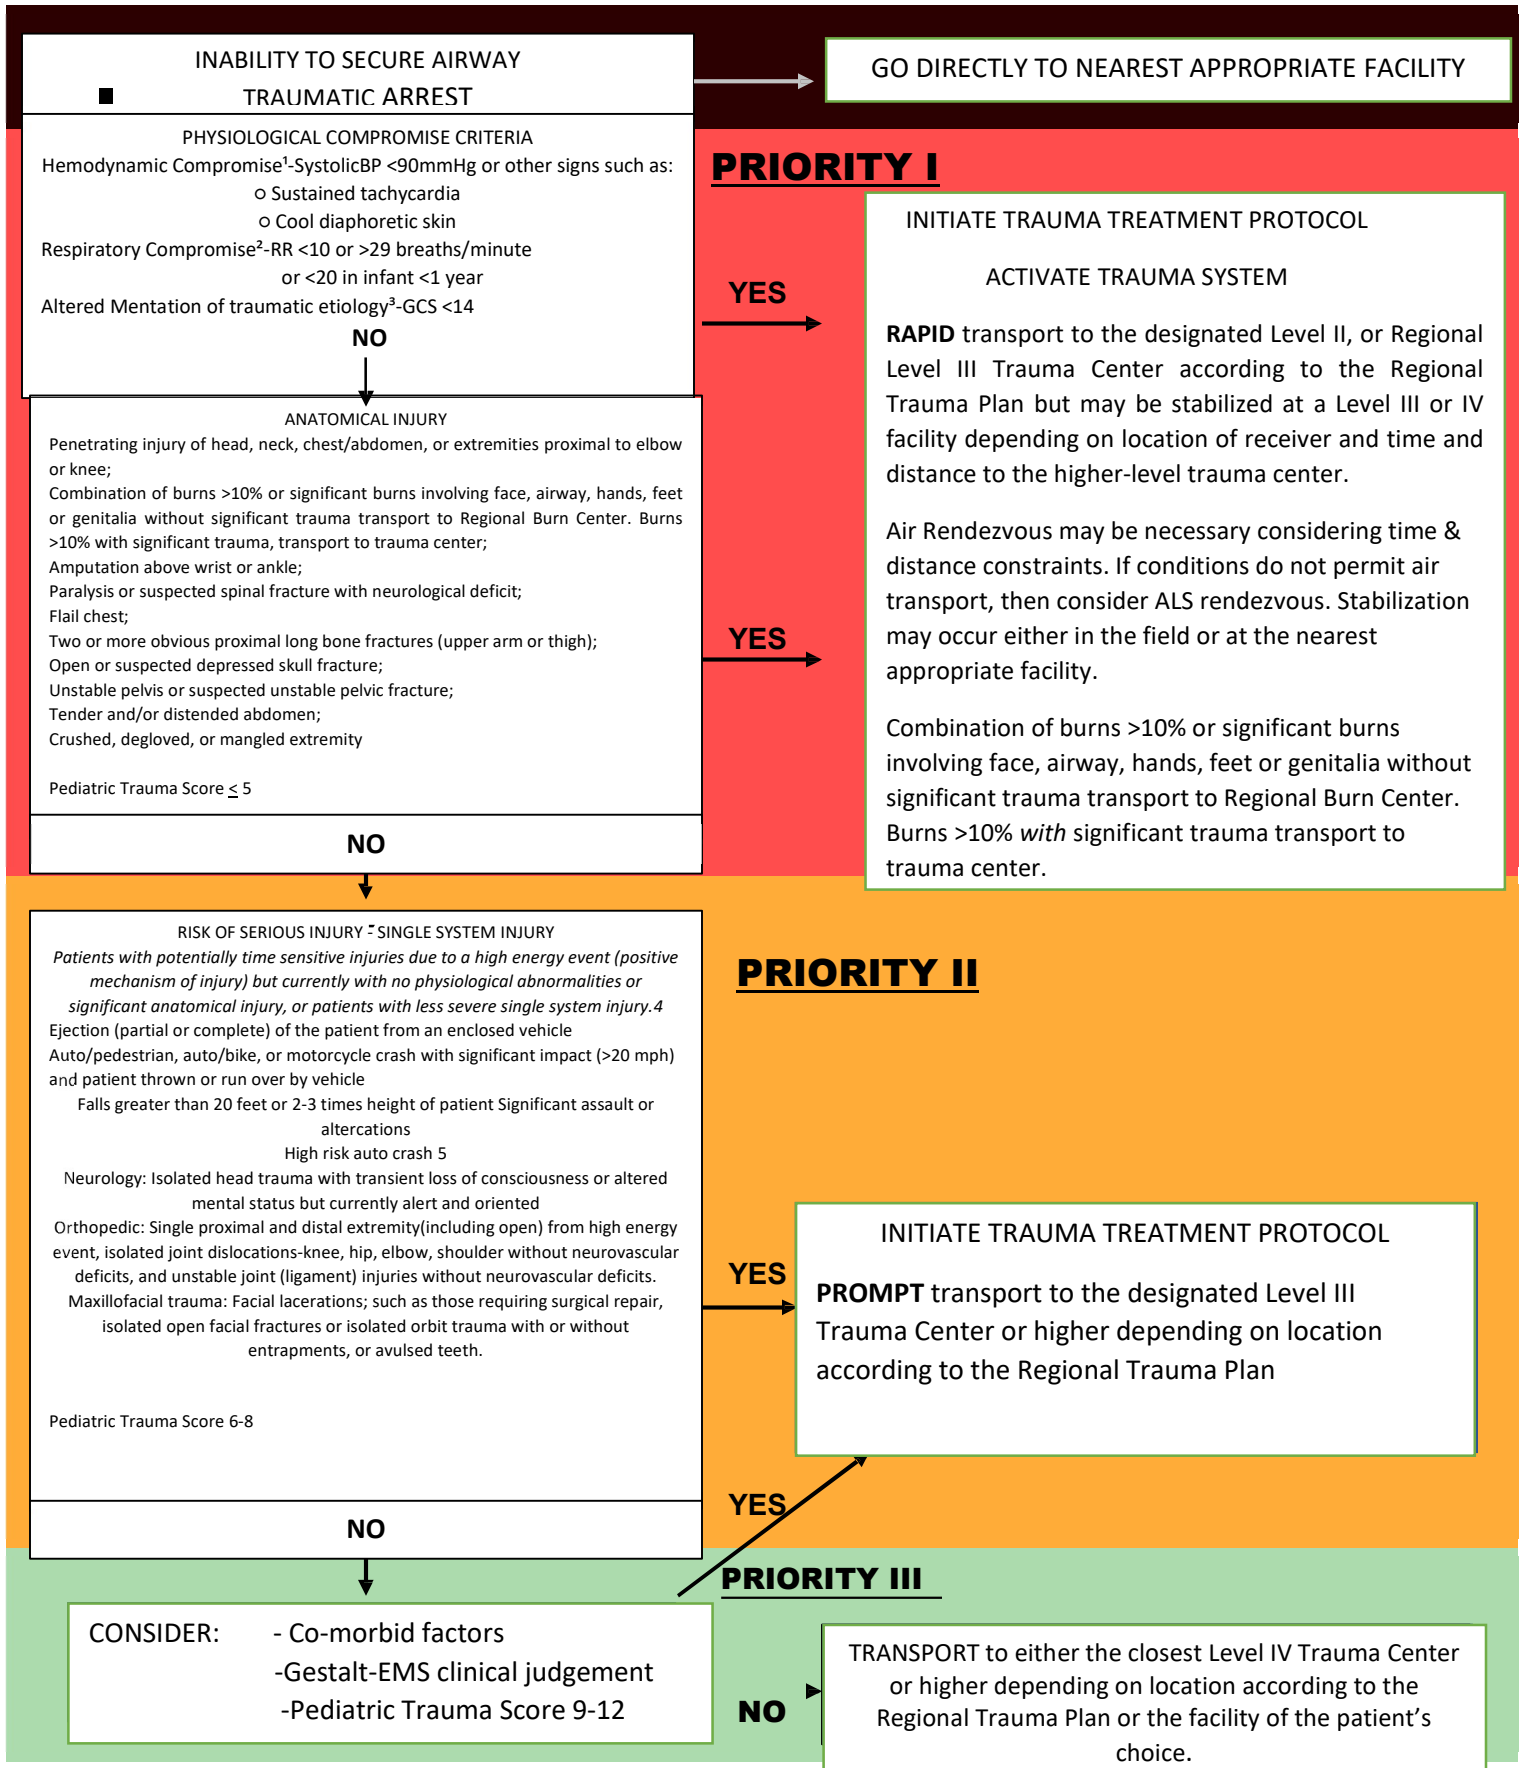 INABILITY TO SECURE AIRWAY
■ TRAUMATIC ARREST
GO DIRECTLY TO NEAREST APPROPRIATE FACILITY
PHYSIOLOGICAL COMPROMISE CRITERIA
Hemodynamic Compromise¹-SystolicBP <90mmHg or other signs such as:
○ Sustained tachycardia
○ Cool diaphoretic skin
Respiratory Compromise²-RR <10 or >29 breaths/minute
or <20 in infant <1 year
Altered Mentation of traumatic etiology³-GCS <14
NO
YES
PRIORITY I
INITIATE TRAUMA TREATMENT PROTOCOL
ACTIVATE TRAUMA SYSTEM
RAPID transport to the designated Level II, or Regional
Level III Trauma Center according to the Regional
Trauma Plan but may be stabilized at a Level III or IV
facility depending on location of receiver and time and
distance to the higher-level trauma center.
Air Rendezvous may be necessary considering time &
distance constraints. If conditions do not permit air
transport, then consider ALS rendezvous. Stabilization
may occur either in the field or at the nearest
appropriate facility.
Combination of burns >10% or significant burns
involving face, airway, hands, feet or genitalia without
significant trauma transport to Regional Burn Center.
Burns >10% with significant trauma transport to
trauma center.
ANATOMICAL INJURY
Penetrating injury of head, neck, chest/abdomen, or extremities proximal to elbow
or knee;
Combination of burns >10% or significant burns involving face, airway, hands, feet
or genitalia without significant trauma transport to Regional Burn Center. Burns
>10% with significant trauma, transport to trauma center;
Amputation above wrist or ankle;
Paralysis or suspected spinal fracture with neurological deficit;
Flail chest;
Two or more obvious proximal long bone fractures (upper arm or thigh);
Open or suspected depressed skull fracture;
Unstable pelvis or suspected unstable pelvic fracture;
Tender and/or distended abdomen;
Crushed, degloved, or mangled extremity
Pediatric Trauma Score ≤ 5
YES
NO
RISK OF SERIOUS INJURY - SINGLE SYSTEM INJURY
Patients with potentially time sensitive injuries due to a high energy event (positive
mechanism of injury) but currently with no physiological abnormalities or
significant anatomical injury, or patients with less severe single system injury.4
Ejection (partial or complete) of the patient from an enclosed vehicle
Auto/pedestrian, auto/bike, or motorcycle crash with significant impact (>20 mph)
and patient thrown or run over by vehicle
Falls greater than 20 feet or 2-3 times height of patient Significant assault or
altercations
High risk auto crash 5
Neurology: Isolated head trauma with transient loss of consciousness or altered
mental status but currently alert and oriented
Orthopedic: Single proximal and distal extremity(including open) from high energy
event, isolated joint dislocations-knee, hip, elbow, shoulder without neurovascular
deficits, and unstable joint (ligament) injuries without neurovascular deficits.
Maxillofacial trauma: Facial lacerations; such as those requiring surgical repair,
isolated open facial fractures or isolated orbit trauma with or without
entrapments, or avulsed teeth.
Pediatric Trauma Score 6-8
NO
PRIORITY II
YES
INITIATE TRAUMA TREATMENT PROTOCOL
PROMPT transport to the designated Level III
Trauma Center or higher depending on location
according to the Regional Trauma Plan
YES
PRIORITY III
CONSIDER: - Co-morbid factors
-Gestalt-EMS clinical judgement
-Pediatric Trauma Score 9-12
NO
TRANSPORT to either the closest Level IV Trauma Center
or higher depending on location according to the
Regional Trauma Plan or the facility of the patient's
choice.